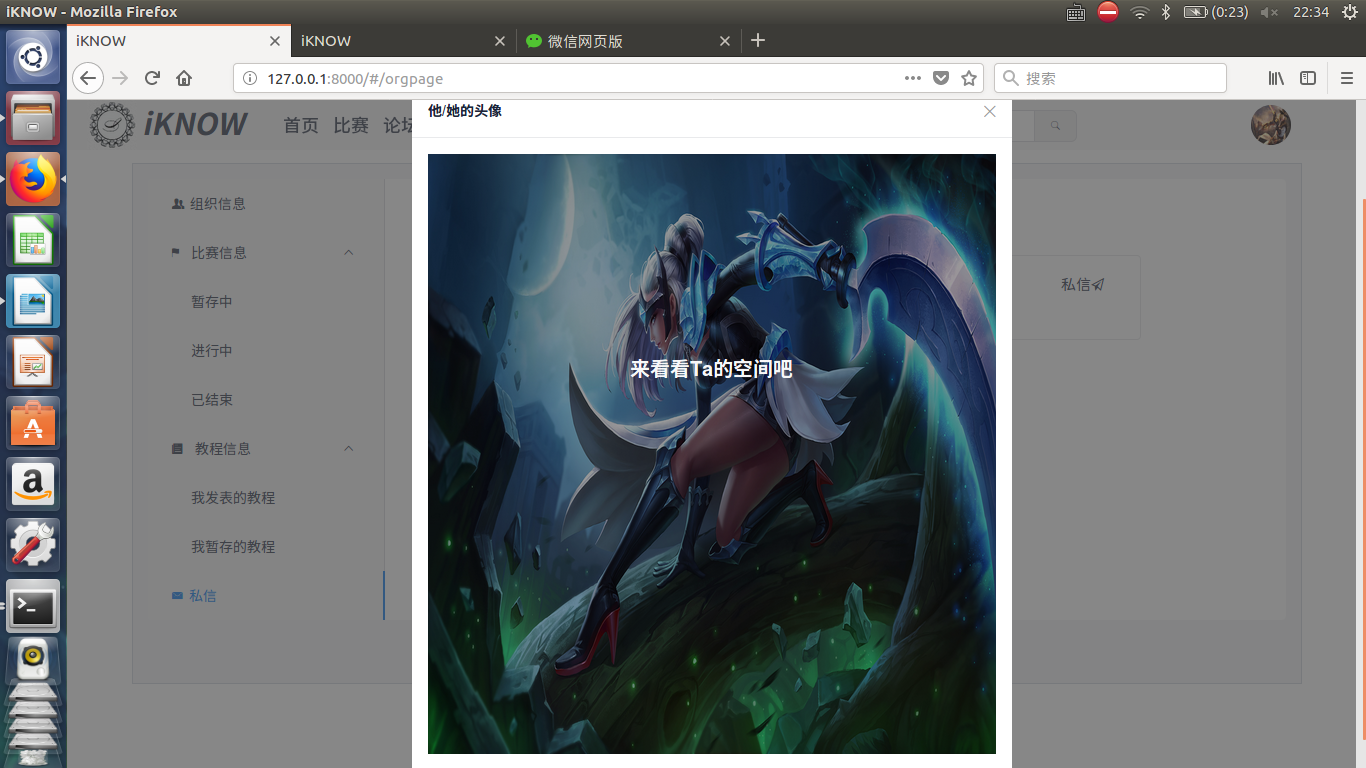 iKNOW - Mozilla Firefox
(0:23)
22:34
iKNOW
iKNOW
微信网页版
127.0.0.1:8000/#/orgpage
搜索
iKNOW
首页
比赛
论坛
他/她的头像
组织信息
比赛信息
暂存中
进行中
已结束
教程信息
我发表的教程
我暂存的教程
私信
来看看Ta的空间吧
私信